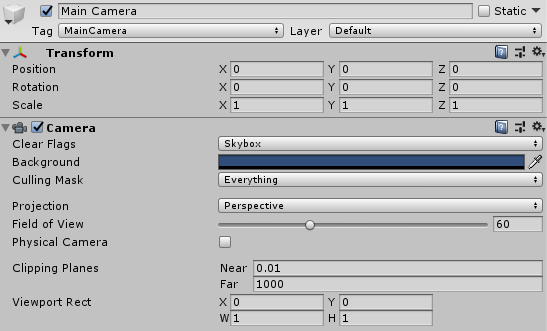 Main Camera Static
Tag MainCamera Layer Default
Transform
Position X 0 Y 0 Z 0
Rotation X 0 Y 0 Z 0
Scale X 1 Y 1 Z 1
Camera
Clear Flags Skybox
Background
Culling Mask Everything
Projection Perspective
Field of View 60
Physical Camera
Clipping Planes Near 0.01
Far 1000
Viewport Rect X 0 Y 0
W 1 H 1